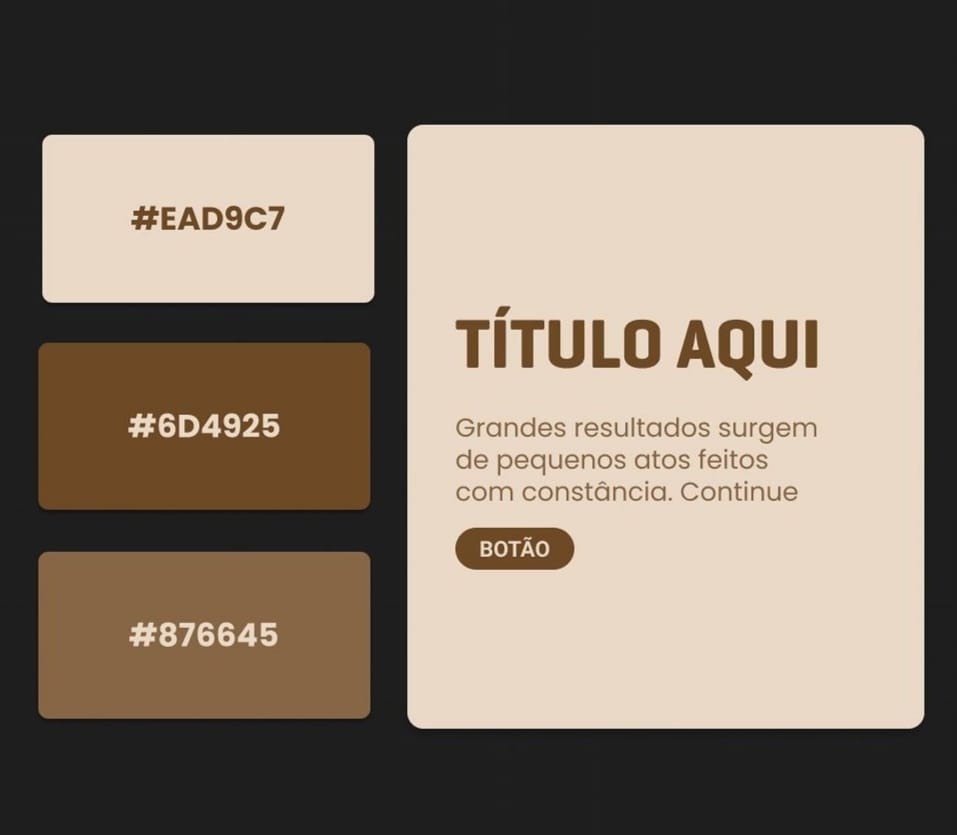 #EAD9C7
#6D4925
#876645
TÍTULO AQUI
Grandes resultados surgem
de pequenos atos feitos
com constância. Continue
BOTÃO